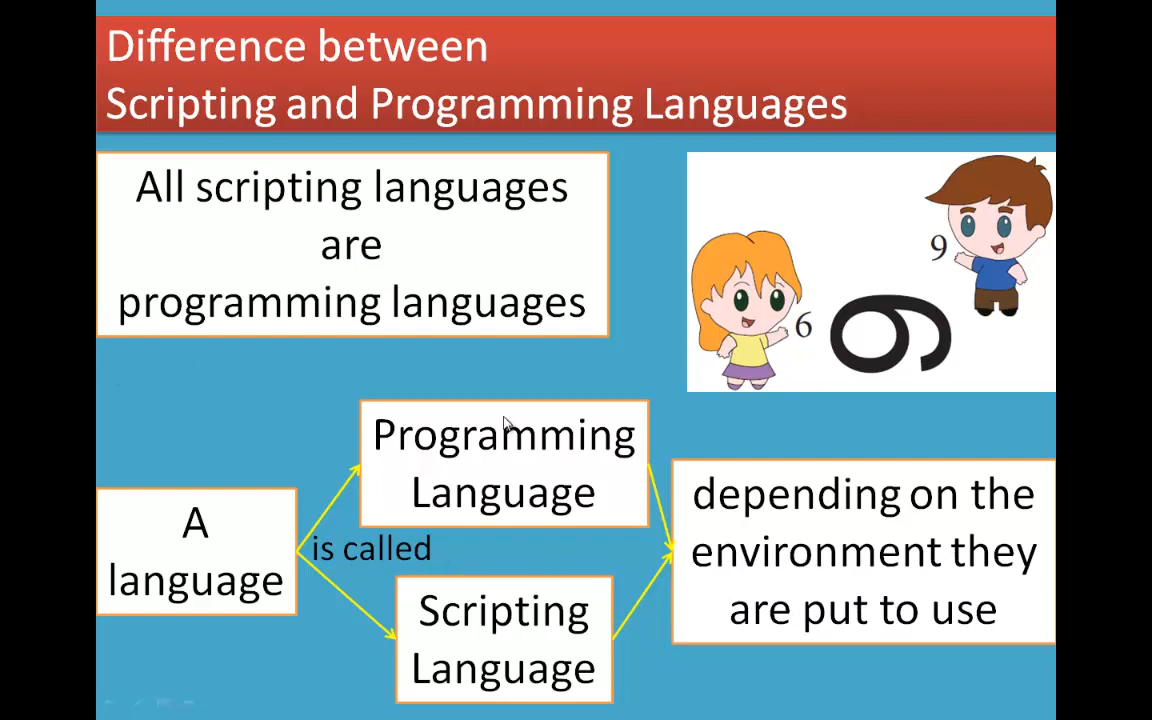 Difference between
Scripting and Programming Languages
All scripting languages
are
programming languages
9
6
Programming
Language
A
language
is called
Scripting
Language
depending on the
environment they
are put to use